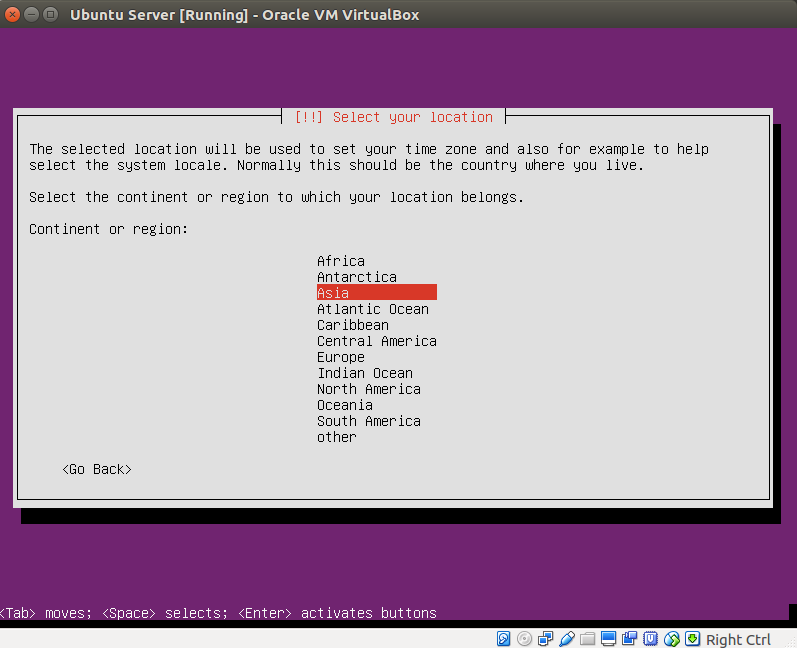 Ubuntu Server [Running] - Oracle VM VirtualBox
[!!] Select your location
The selected location will be used to set your time zone and also for example to help
select the system locale. Normally this should be the country where you live.
Select the continent or region to which your location belongs.
Continent or region:
Africa
Antarctica
Asia
Atlantic Ocean
Caribbean
Central America
Europe
Indian Ocean
North America
Oceania
South America
other
<Go Back>
<Tab> moves; <Space> selects; <Enter> activates buttons
Right Ctrl